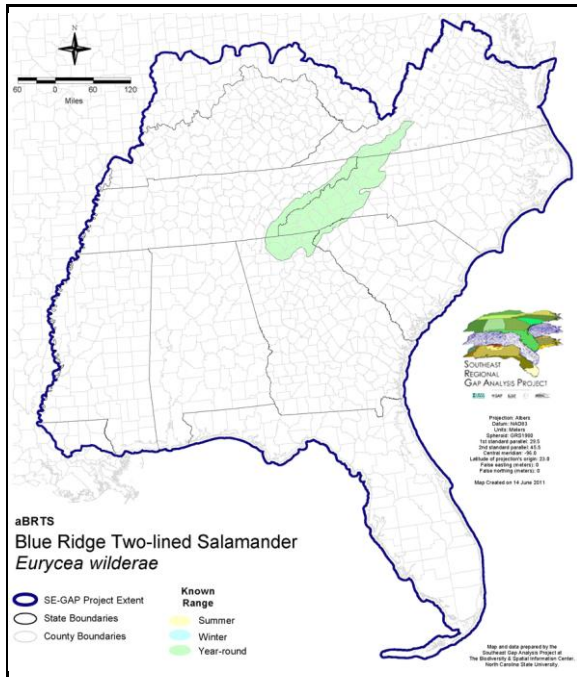 N
60 0 60 120
Miles
SOUTHEAST
REGIONAL
GAP ANALYSIS PROJECT
Projection: Albers
Datum: NAD83
Units: Meters
Spheroid: GRS1980
1st standard parallel: 29.5
2nd standard parallel: 45.5
Central meridian: -96.0
Latitude of projection's origin: 23.0
False easting (meters): 0
False northing (meters): 0
Map Created on 14 June 2011
aBRTS
Blue Ridge Two-lined Salamander
Eurycea wilderae
SE-GAP Project Extent
State Boundaries
County Boundaries
Known
Range
Summer
Winter
Year-round
Map and data prepared by the
Southeast Gap Analysis Project at
The Biodiversity & Spatial Information Center,
North Carolina State University.